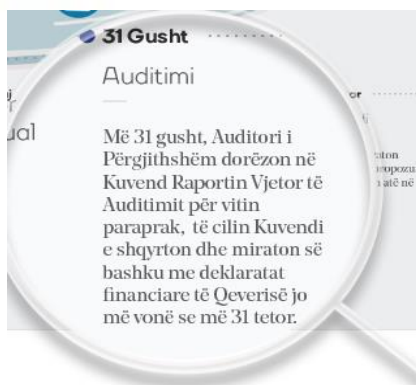 31 Gusht
Auditimi
Më 31 gusht, Auditori i
Përgjithshëm dorëzon në
Kuvend Raportin Vjetor të
Auditimit për vitin
paraprak, të cilin Kuvendi
e shqyrton dhe miraton së
bashku me deklaratat
financiare të Qeverisë jo
më vonë se më 31 tetor.
atë në